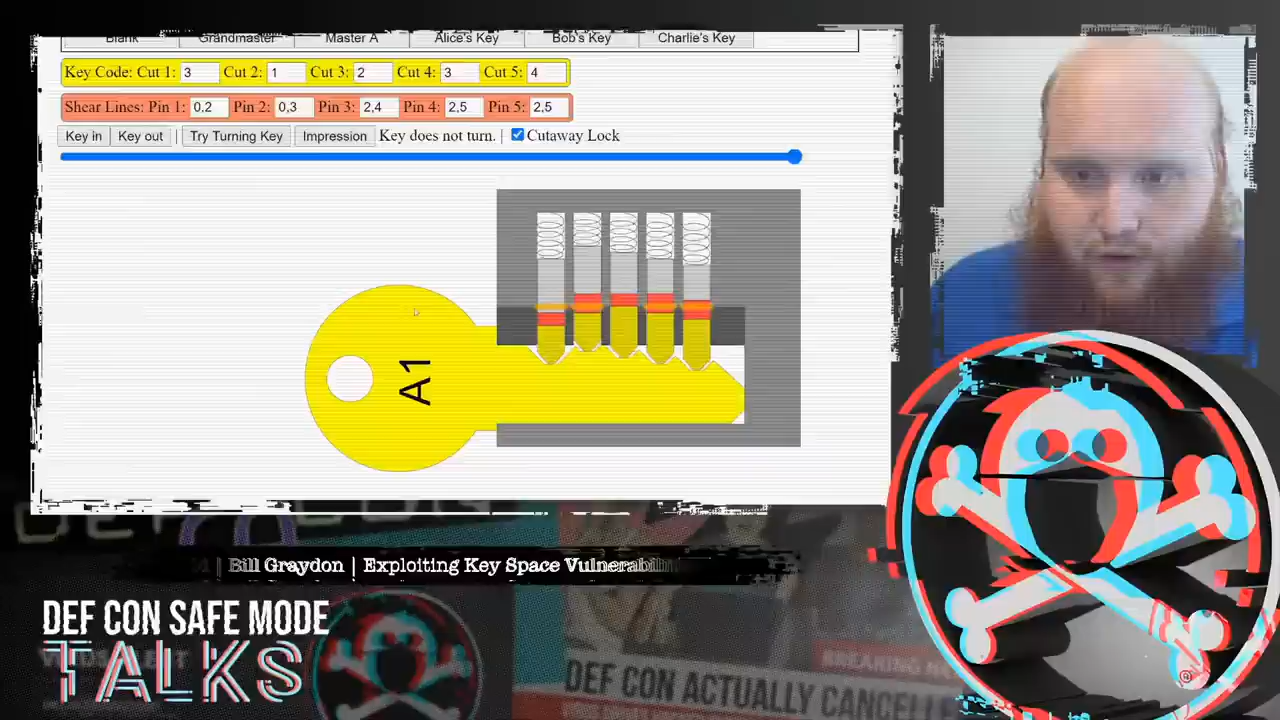 Blank Grandmaster Master A Alice's Key Bob's Key Charlie's Key
Key Code: Cut 1: 3 Cut 2: 1 Cut 3: 2 Cut 4: 3 Cut 5: 4
Shear Lines: Pin 1: 0,2 Pin 2: 0,3 Pin 3: 2,4 Pin 4: 2,5 Pin 5: 2,5
Key in Key out | Try Turning Key Impression Key does not turn. | Cutaway Lock
A1
| Bill Graydon | Exploiting Key Space
DEF CON SAFE MODE
TALKS
BREAKING
DEF CON ACTUALLY